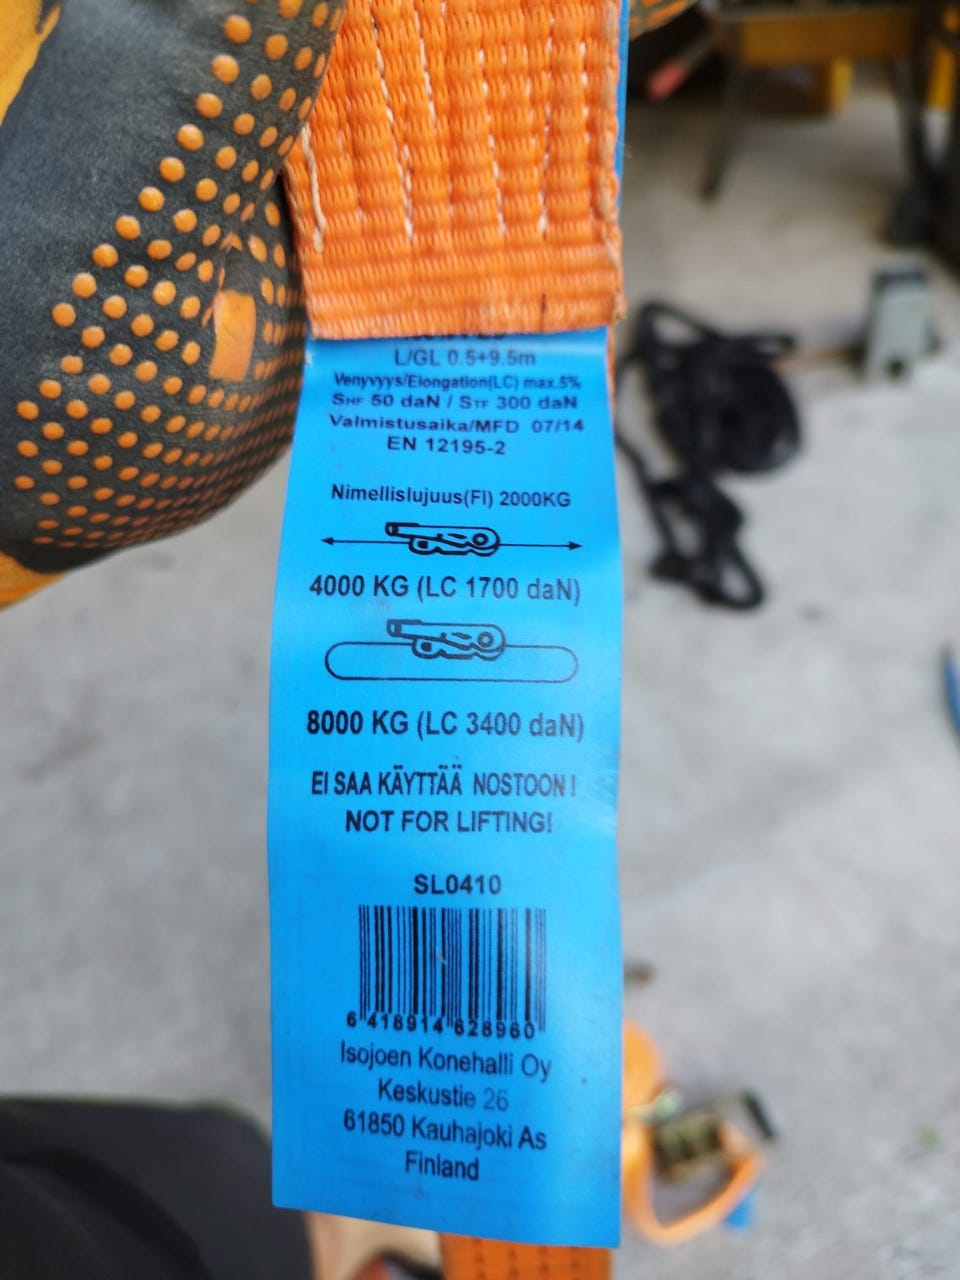 L/GL 0.5+9.5m
Venyvyys/Elongation(LC) max.5%
SHF 50 daN / STF 300 daN
Valmistusaika/MFD 07/14
EN 12195-2
Nimellislujuus(FI) 2000KG
4000 KG (LC 1700 daN)
8000 KG (LC 3400 daN)
EI SAA KÄYTTÄÄ NOSTOON!
NOT FOR LIFTING!
SL0410
6 418914 628960
Isojoen Konehalli Oy
Keskustie 26
61850 Kauhajoki As
Finland